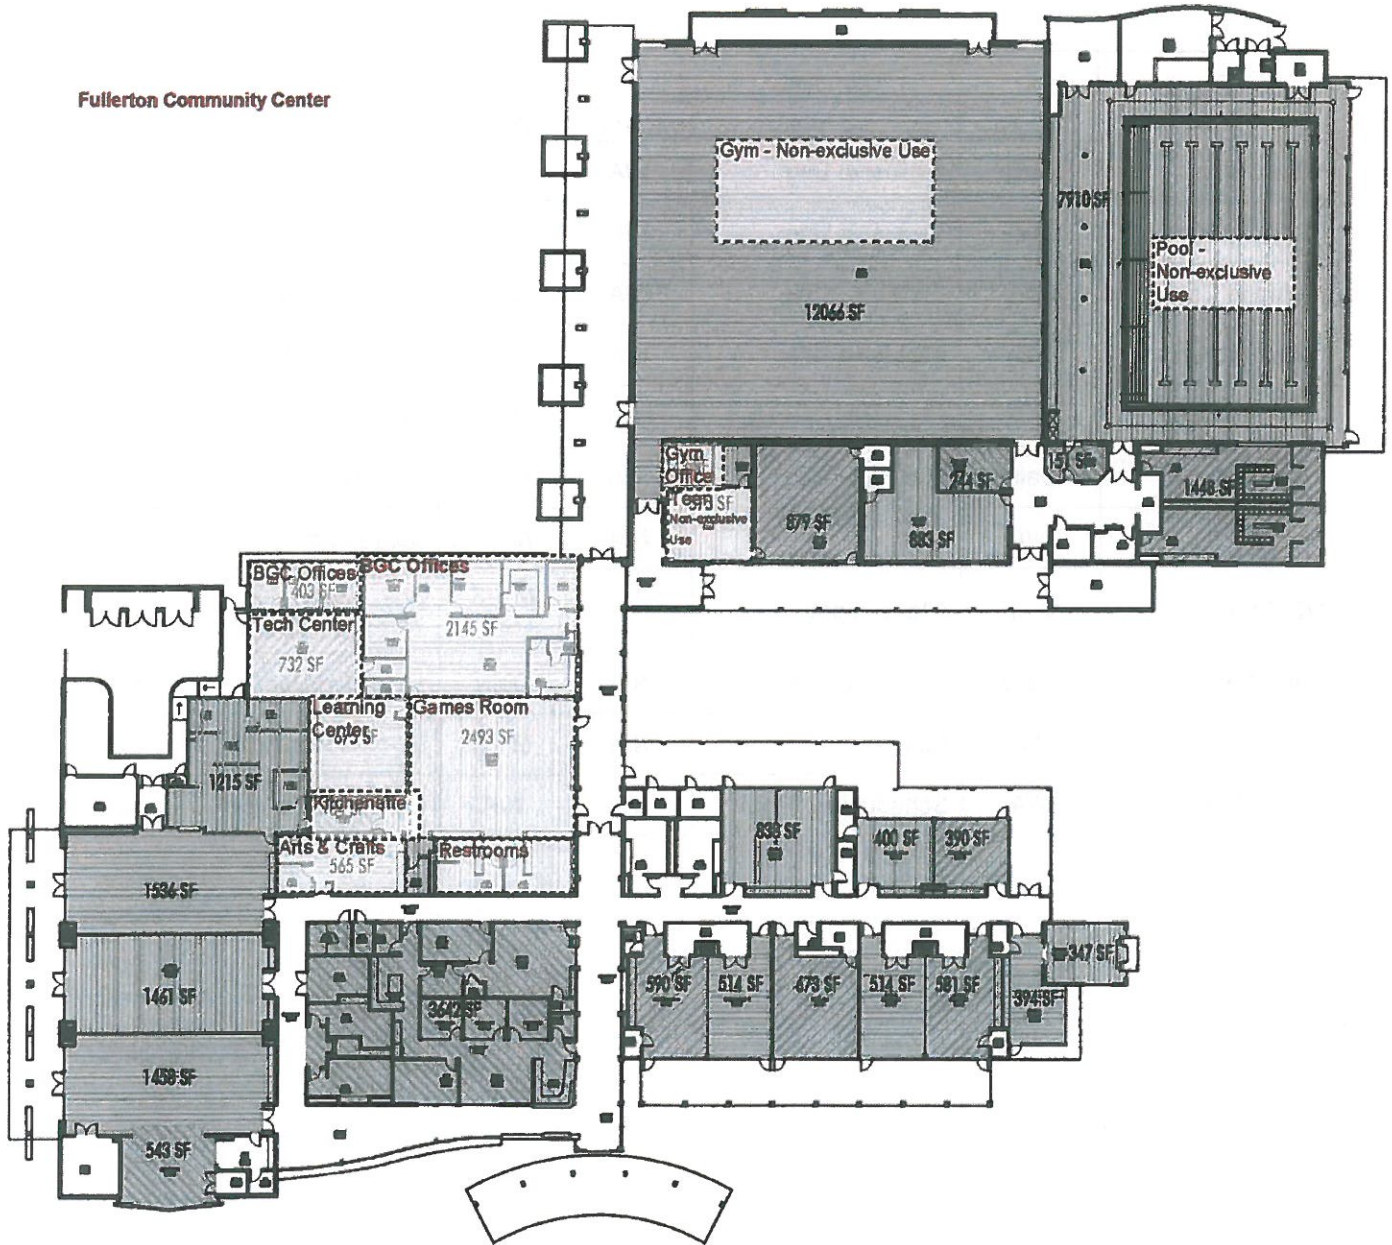 Fullerton Community Center
Gym - Non-exclusive Use
7910 SF
Pool -
Non-exclusive
Use
12066 SF
Gym
Office
Teen
Non-exclusive
Use
879 SF
244 SF
883 SF
1448 SF
BGC Offices
403 SF
BGC Offices
2145 SF
Tech Center
732 SF
Learning
Center
Games Room
2493 SF
1215 SF
Kitchenette
Arts & Crafts
565 SF
Restrooms
838 SF
400 SF
390 SF
1536 SF
1461 SF
1458 SF
543 SF
3642 SF
590 SF
514 SF
673 SF
514 SF
581 SF
394 SF
347 SF